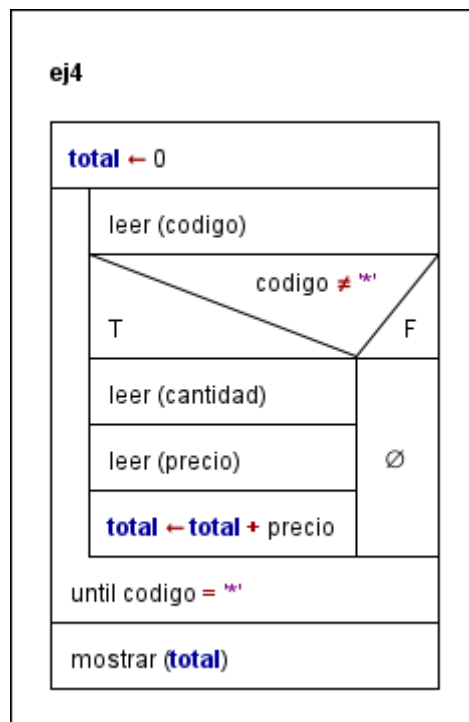 ej4
total ← 0
leer (codigo)
codigo ≠ '*'
T F
leer (cantidad)
leer (precio)
∅
total ← total + precio
until codigo = '*'
mostrar (total)